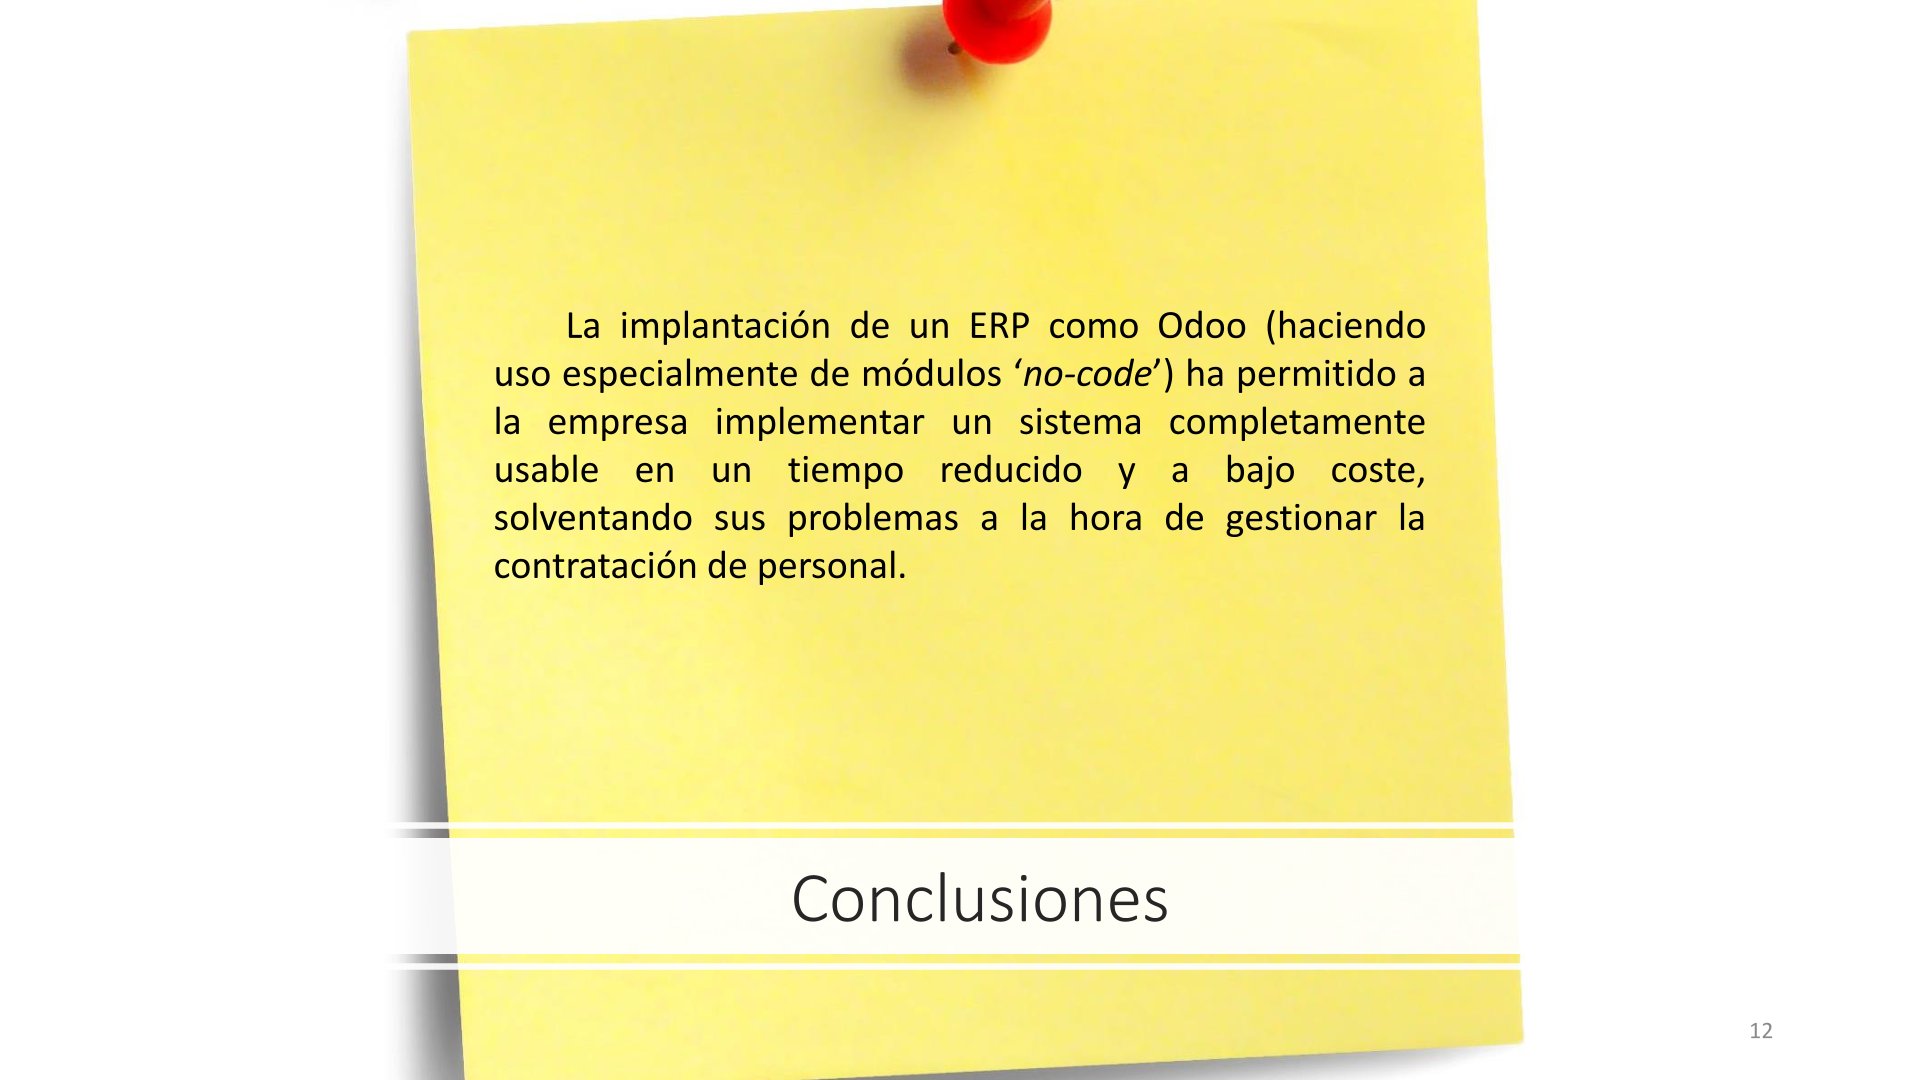 La implantación de un ERP como Odoo (haciendo
uso especialmente de módulos ‘no-code’) ha permitido a
la empresa implementar un sistema completamente
usable en un tiempo reducido y a bajo coste,
solventando sus problemas a la hora de gestionar la
contratación de personal.
Conclusiones
12